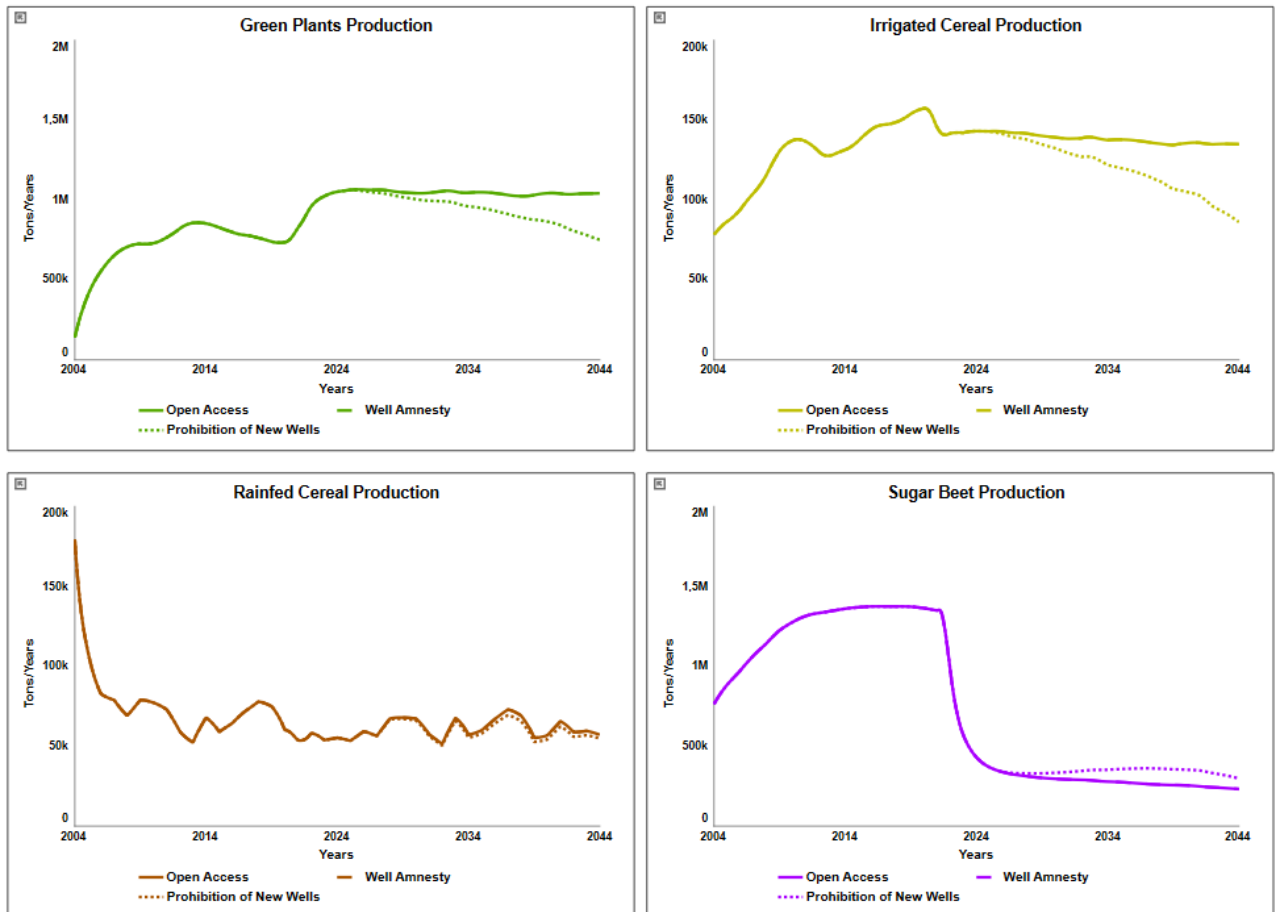 Green Plants Production
2M
1,5M
1M
500k
0
Tons/Years
2004 2014 2024 2034 2044
Years
Open Access Well Amnesty
Prohibition of New Wells
Irrigated Cereal Production
200k
150k
100k
50k
0
Tons/Years
2004 2014 2024 2034 2044
Years
Open Access Well Amnesty
Prohibition of New Wells
Rainfed Cereal Production
200k
150k
100k
50k
0
Tons/Years
2004 2014 2024 2034 2044
Years
Open Access Well Amnesty
Prohibition of New Wells
Sugar Beet Production
2M
1,5M
1M
500k
0
Tons/Years
2004 2014 2024 2034 2044
Years
Open Access Well Amnesty
Prohibition of New Wells